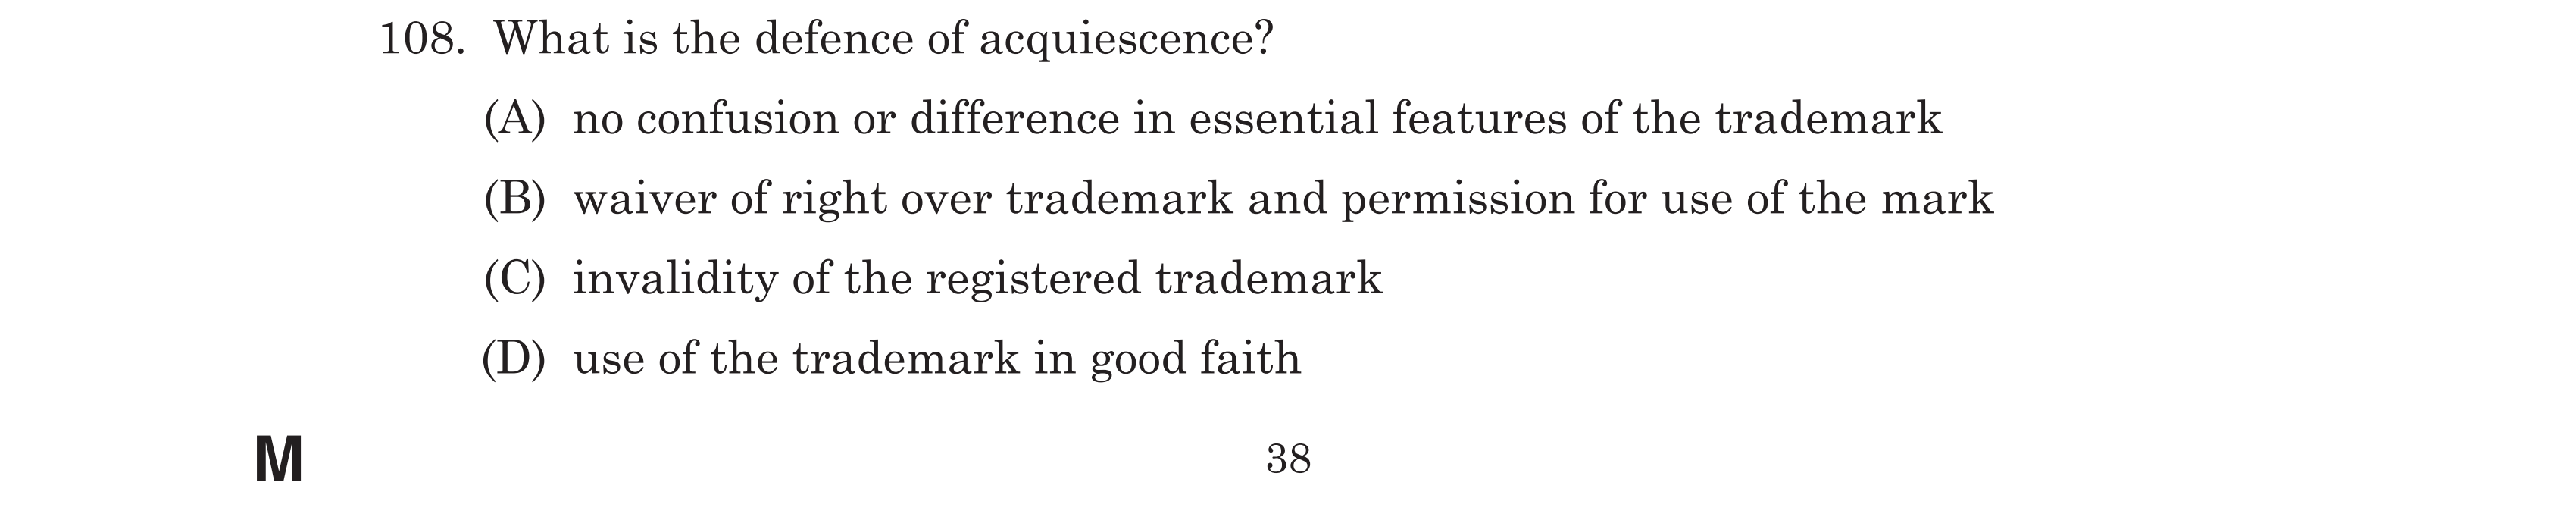 108. What is the defence of acquiescence?
(A) no confusion or difference in essential features of the trademark
(B) waiver of right over trademark and permission for use of the mark
(C) invalidity of the registered trademark
(D) use of the trademark in good faith
M 38